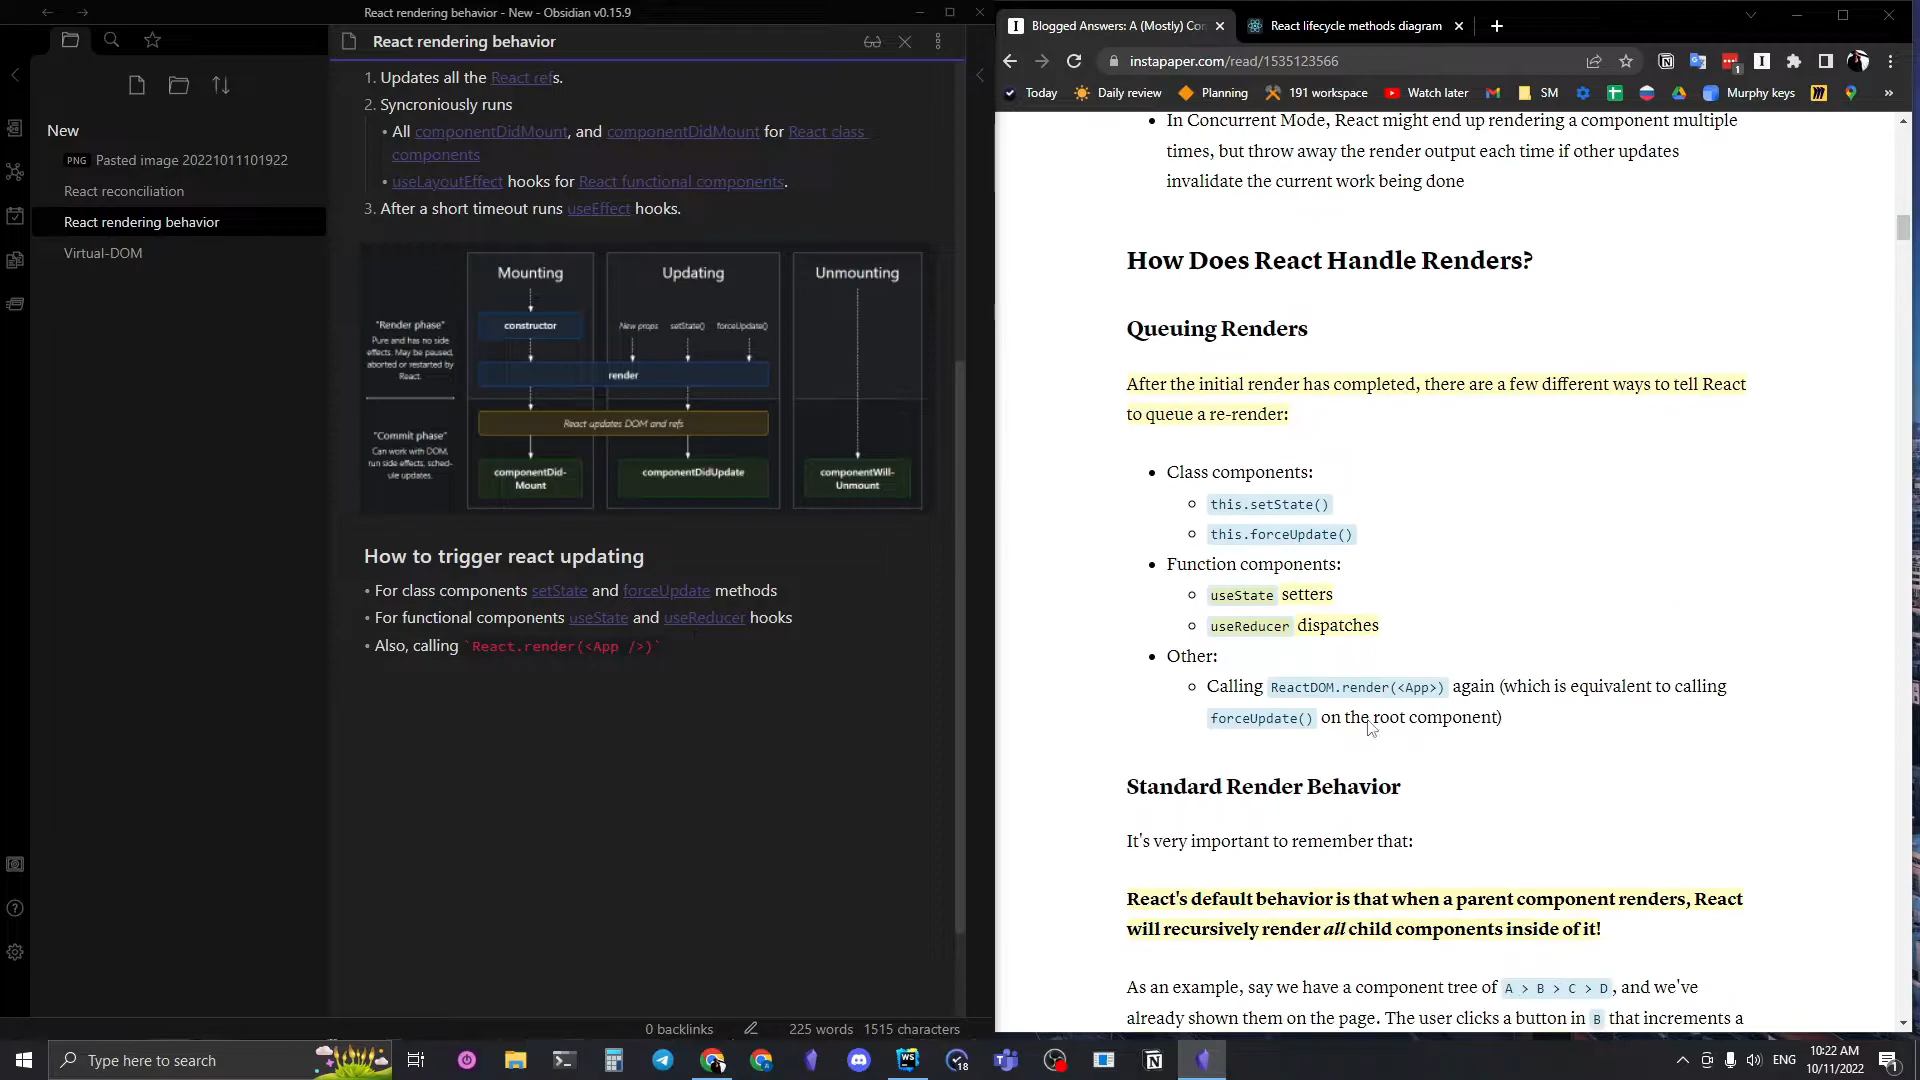 React rendering behavior - New - Obsidian v0.15.9
React rendering behavior
New
PNG Pasted image 20221011101922
React reconciliation
React rendering behavior
Virtual-DOM
1. Updates all the React refs.
2. Syncroniously runs
• All componentDidMount, and componentDidMount for React class
components
• useLayoutEffect hooks for React functional components.
3. After a short timeout runs useEffect hooks.
Mounting
Updating
Unmounting
"Render phase"
Pure and has no side
effects. May be paused,
aborted or restarted by
React.
constructor
New props
setState()
forceUpdate()
render
React updates DOM and refs
"Commit phase"
Can work with DOM,
run side effects, sched-
ule updates.
componentDid-
Mount
componentDidUpdate
componentWill-
Unmount
How to trigger react updating
• For class components setState and forceUpdate methods
• For functional components useState and useReducer hooks
• Also, calling `React.render(<App />)`
0 backlinks
225 words
1515 characters
Blogged Answers: A (Mostly) Co
React lifecycle methods diagram
instapaper.com/read/1535123566
1
Today
Daily review
Planning
191 workspace
Watch later
SM
Murphy keys
»
• In Concurrent Mode, React might end up rendering a component multiple
times, but throw away the render output each time if other updates
invalidate the current work being done
How Does React Handle Renders?
Queuing Renders
After the initial render has completed, there are a few different ways to tell React
to queue a re-render:
• Class components:
○ this.setState()
○ this.forceUpdate()
• Function components:
○ useState setters
○ useReducer dispatches
• Other:
○ Calling ReactDOM.render(<App>) again (which is equivalent to calling
forceUpdate() on the root component)
Standard Render Behavior
It's very important to remember that:
React's default behavior is that when a parent component renders, React
will recursively render all child components inside of it!
As an example, say we have a component tree of A > B > C > D, and we've
already shown them on the page. The user clicks a button in B that increments a
Type here to search
WS
18
ENG
10:22 AM
10/11/2022
1